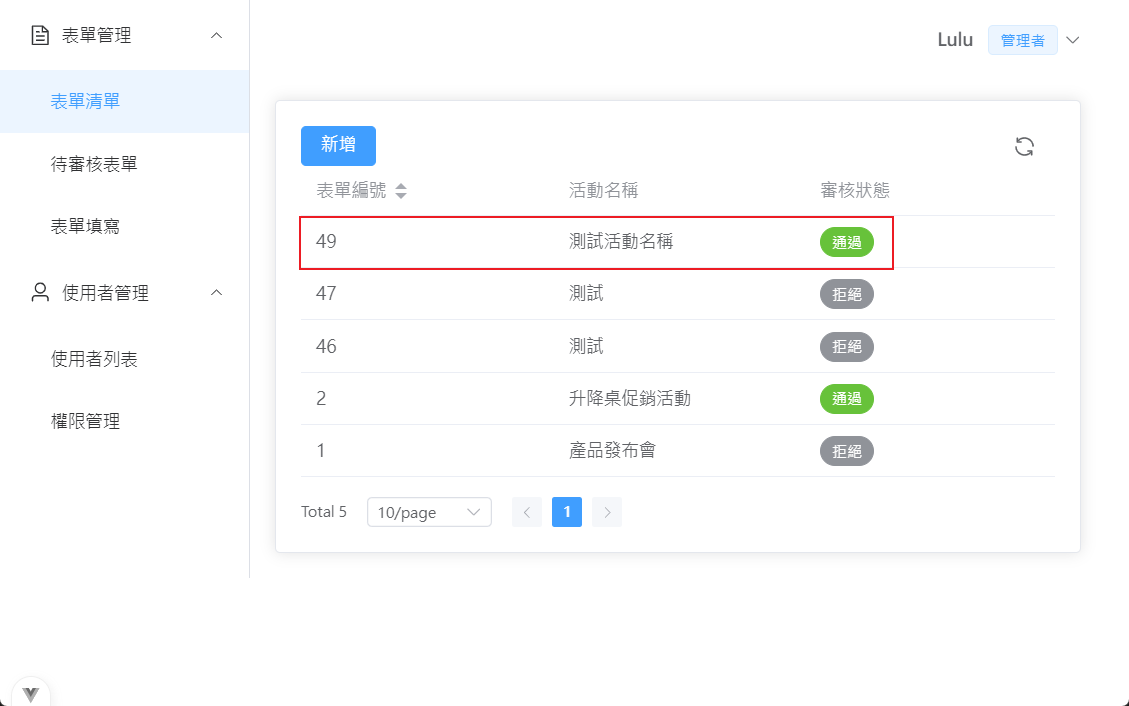 表單管理
表單清單
待審核表單
表單填寫
使用者管理
使用者列表
權限管理
Lulu 管理者
新增
表單編號 活動名稱 審核狀態
49 測試活動名稱 通過
47 測試 拒絕
46 測試 拒絕
2 升降桌促銷活動 通過
1 產品發布會 拒絕
Total 5 10/page 1